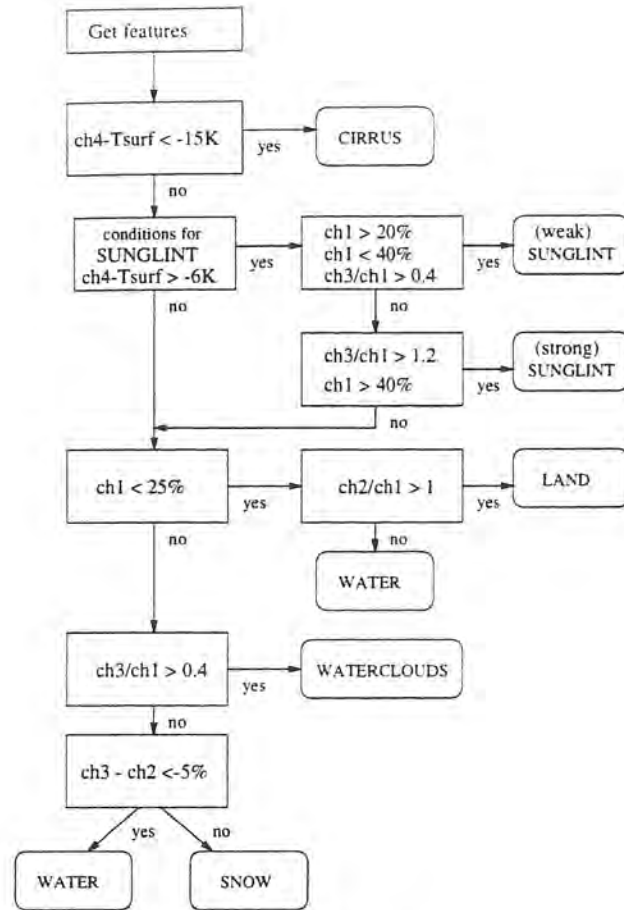 Get features
ch4-Tsurf < -15K
yes
CIRRUS
no
conditions for
SUNGLINT
ch4-Tsurf > -6K
yes
ch1 > 20%
ch1 < 40%
ch3/ch1 > 0.4
yes
(weak)
SUNGLINT
no
no
ch3/ch1 > 1.2
ch1 > 40%
yes
(strong)
SUNGLINT
no
ch1 < 25%
yes
ch2/ch1 > 1
yes
LAND
no
no
WATER
ch3/ch1 > 0.4
yes
WATERCLOUDS
no
ch3 - ch2 <-5%
yes
no
WATER
SNOW